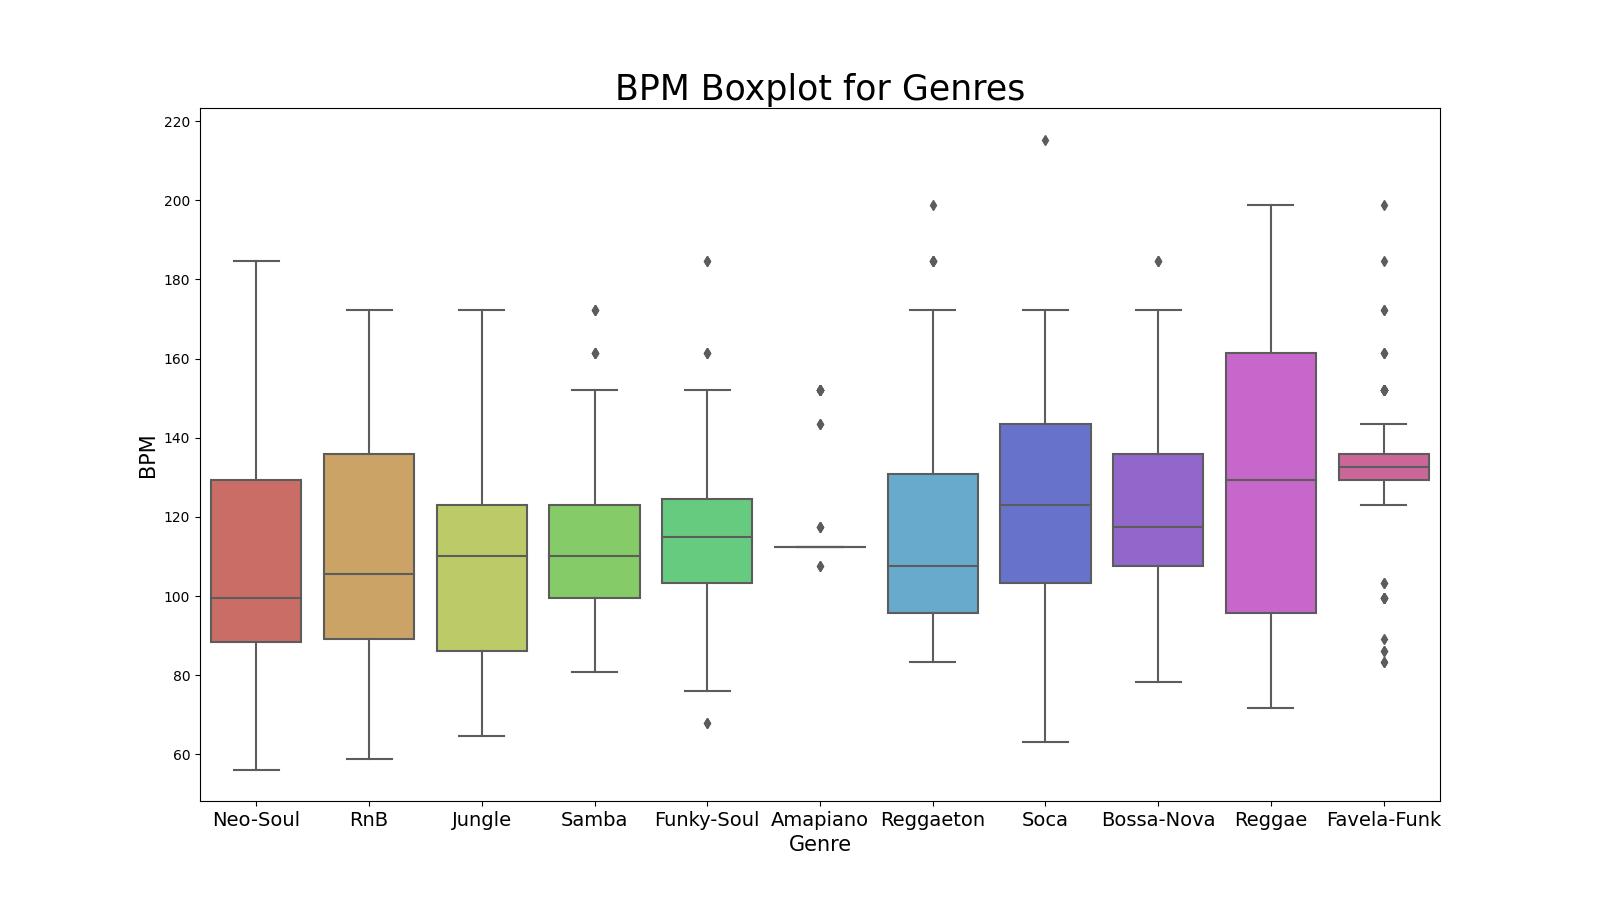 BPM Boxplot for Genres
220
200
180
160
140
120
100
80
60
BPM
Neo-Soul RnB Jungle Samba Funky-Soul Amapiano Reggaeton Soca Bossa-Nova Reggae Favela-Funk
Genre